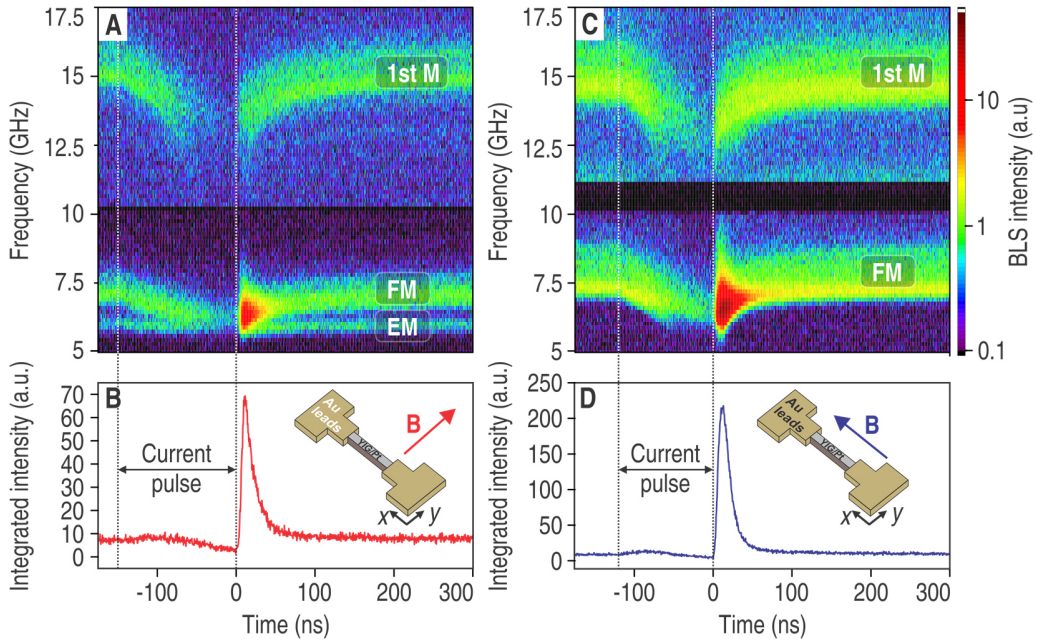 A
C
Frequency (GHz)
17.5
15
12.5
10
7.5
5
1st M
FM
EM
Frequency (GHz)
17.5
15
12.5
10
7.5
5
1st M
FM
BLS intensity (a.u)
10
1
0.1
B
Integrated intensity (a.u.)
70
60
50
40
30
20
10
0
Current
pulse
Au
leads
YIG/Pt
B
x
y
-100
0
100
200
300
Time (ns)
D
Integrated intensity (a.u.)
250
200
150
100
50
0
Current
pulse
Au
leads
YIG/Pt
B
x
y
-100
0
100
200
300
Time (ns)